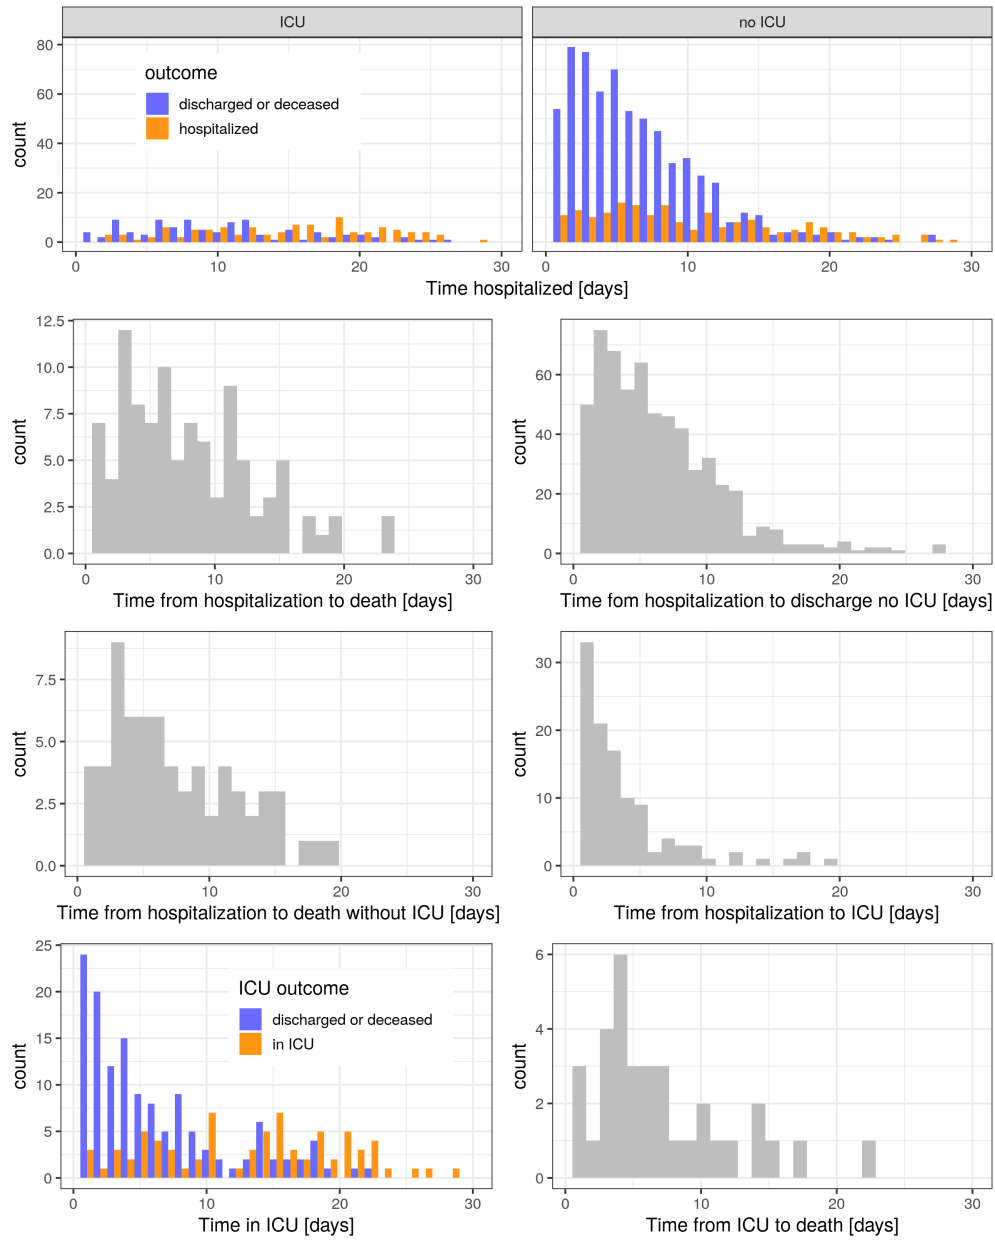 ICU
no ICU
80
60
40
20
0
count
outcome
discharged or deceased
hospitalized
0 10 20 30
0 10 20 30
Time hospitalized [days]
12.5
10.0
7.5
5.0
2.5
0.0
count
0 10 20 30
Time from hospitalization to death [days]
60
40
20
0
count
0 10 20 30
Time fom hospitalization to discharge no ICU [days]
7.5
5.0
2.5
0.0
count
0 10 20 30
Time from hospitalization to death without ICU [days]
30
20
10
0
count
0 10 20 30
Time from hospitalization to ICU [days]
25
20
15
10
5
0
count
ICU outcome
discharged or deceased
in ICU
0 10 20 30
Time in ICU [days]
6
4
2
0
count
0 10 20 30
Time from ICU to death [days]